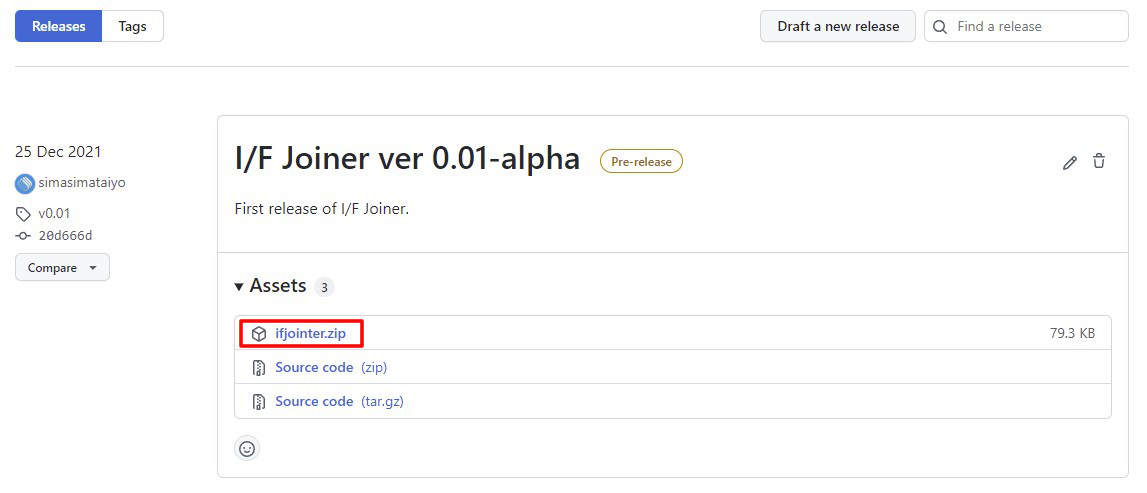 Releases Tags Draft a new release Find a release
25 Dec 2021
simasimataiyo
v0.01
20d666d
Compare
I/F Joiner ver 0.01-alpha Pre-release
First release of I/F Joiner.
Assets 3
ifjointer.zip 79.3 KB
Source code (zip)
Source code (tar.gz)